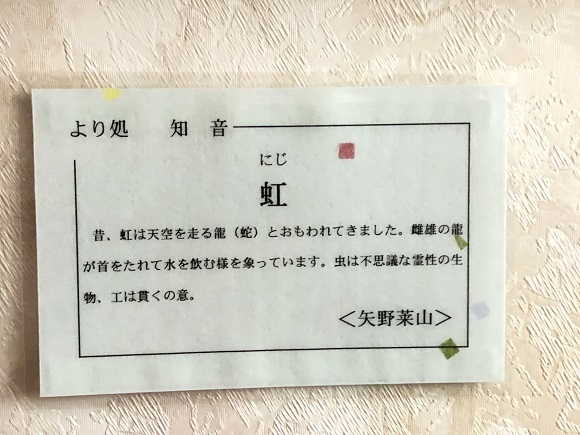 より処　知 音
にじ
虹
昔、虹は天空を走る龍（蛇）とおもわれてきました。雌雄の龍
が首をたれて水を飲む様を象っています。虫は不思議な霊性の生
物、工は貫くの意。
＜矢野菜山＞